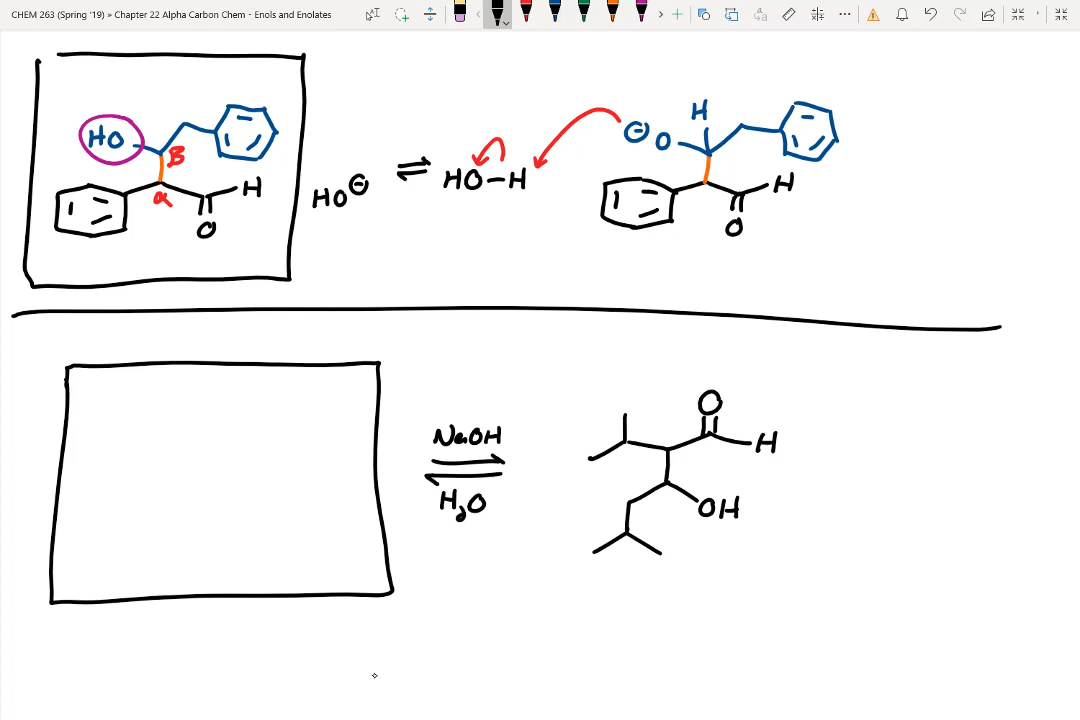 CHEM 263 (Spring '19) » Chapter 22 Alpha Carbon Chem - Enols and Enolates
HO
β
α
H
O
HO⊖
⇌
HO–H
⊖
O
H
H
O
NaOH
H₂O
O
H
OH